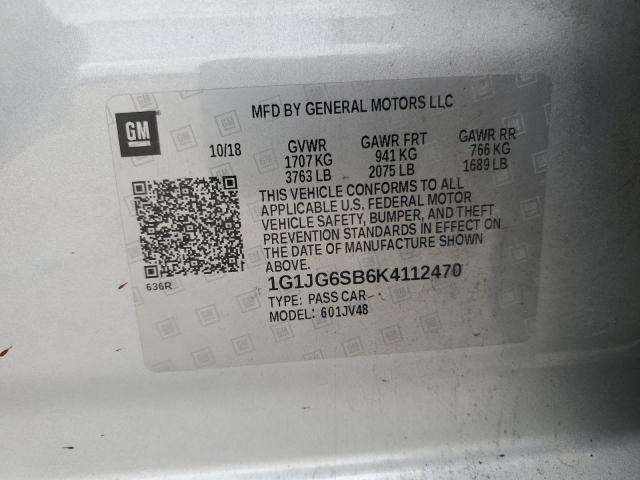 MFD BY GENERAL MOTORS LLC
GM
10/18 GVWR GAWR FRT GAWR RR
1707 KG 941 KG 766 KG
3763 LB 2075 LB 1689 LB
THIS VEHICLE CONFORMS TO ALL
APPLICABLE U.S. FEDERAL MOTOR
VEHICLE SAFETY, BUMPER, AND THEFT
PREVENTION STANDARDS IN EFFECT ON
THE DATE OF MANUFACTURE SHOWN
ABOVE.
636R
1G1JG6SB6K4112470
TYPE: PASS CAR
MODEL: 601JV48